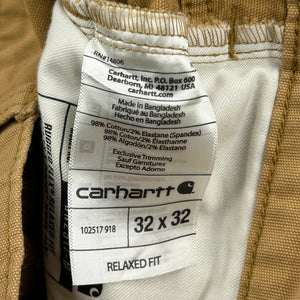 RN#14806
Carhartt, Inc. P.O. Box 600
Dearborn, MI 48121 USA
carhartt.com
Made in Bangladesh
Fabriqué au Bangladesh
Hecho en Bangladesh
98% Cotton/2% Elastane (Spandex)
98% Coton/2% Élasthanne
98% Algodón/2% Elastano
Exclusive Trimming
Sauf Garnitures
Excepto Adorno
carhartt
102517 918
32 x 32
RELAXED FIT